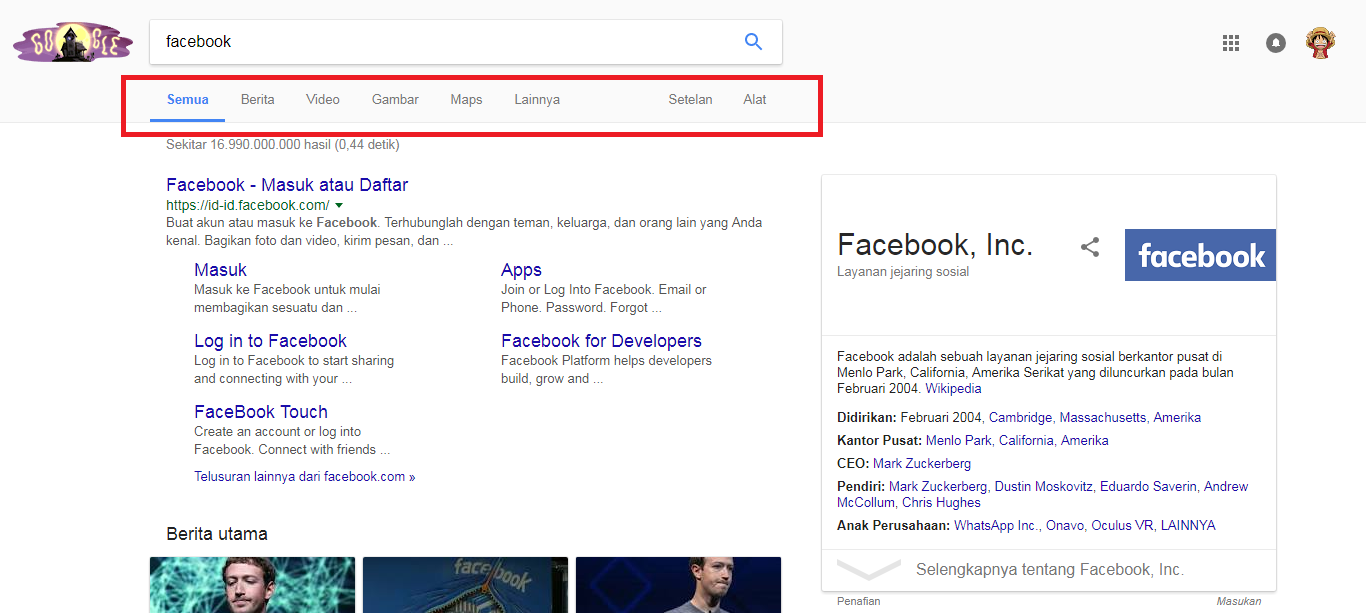 GOOGLE
facebook
Semua Berita Video Gambar Maps Lainnya Setelan Alat
Sekitar 16.990.000.000 hasil (0,44 detik)
Facebook - Masuk atau Daftar
https://id-id.facebook.com/
Buat akun atau masuk ke Facebook. Terhubunglah dengan teman, keluarga, dan orang lain yang Anda
kenal. Bagikan foto dan video, kirim pesan, dan ...
Masuk
Masuk ke Facebook untuk mulai
membagikan sesuatu dan ...
Apps
Join or Log Into Facebook. Email or
Phone. Password. Forgot ...
Log in to Facebook
Log in to Facebook to start sharing
and connecting with your ...
Facebook for Developers
Facebook Platform helps developers
build, grow and ...
FaceBook Touch
Create an account or log into
Facebook. Connect with friends ...
Telusuran lainnya dari facebook.com »
Berita utama
facebook
Facebook, Inc.
Layanan jejaring sosial
facebook
Facebook adalah sebuah layanan jejaring sosial berkantor pusat di
Menlo Park, California, Amerika Serikat yang diluncurkan pada bulan
Februari 2004. Wikipedia
Didirikan: Februari 2004, Cambridge, Massachusetts, Amerika
Kantor Pusat: Menlo Park, California, Amerika
CEO: Mark Zuckerberg
Pendiri: Mark Zuckerberg, Dustin Moskovitz, Eduardo Saverin, Andrew
McCollum, Chris Hughes
Anak Perusahaan: WhatsApp Inc., Onavo, Oculus VR, LAINNYA
Selengkapnya tentang Facebook, Inc.
Penafian Masukan